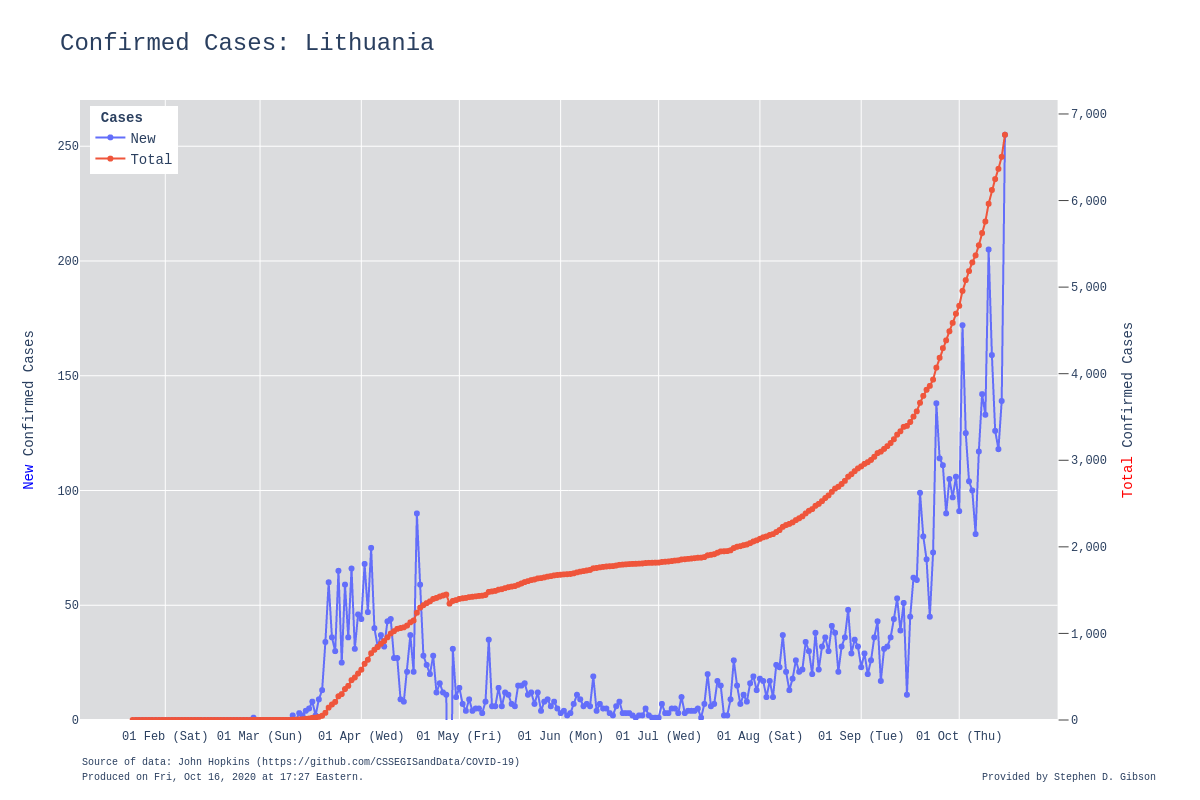 Confirmed Cases: Lithuania
Cases
New
Total
250
200
150
100
50
0
7,000
6,000
5,000
4,000
3,000
2,000
1,000
0
New Confirmed Cases
Total Confirmed Cases
01 Feb (Sat) 01 Mar (Sun) 01 Apr (Wed) 01 May (Fri) 01 Jun (Mon) 01 Jul (Wed) 01 Aug (Sat) 01 Sep (Tue) 01 Oct (Thu)
Source of data: John Hopkins (https://github.com/CSSEGISandData/COVID-19)
Produced on Fri, Oct 16, 2020 at 17:27 Eastern.
Provided by Stephen D. Gibson